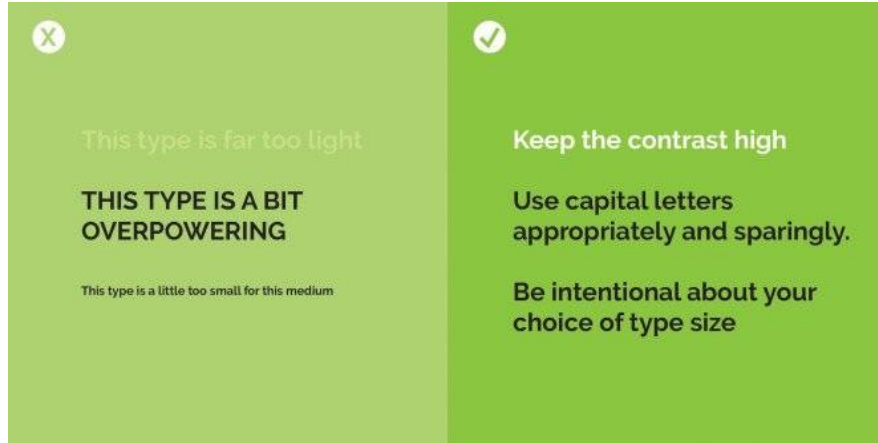 X
This type is far too light
THIS TYPE IS A BIT
OVERPOWERING
This type is a little too small for this medium
Keep the contrast high
Use capital letters
appropriately and sparingly.
Be intentional about your
choice of type size